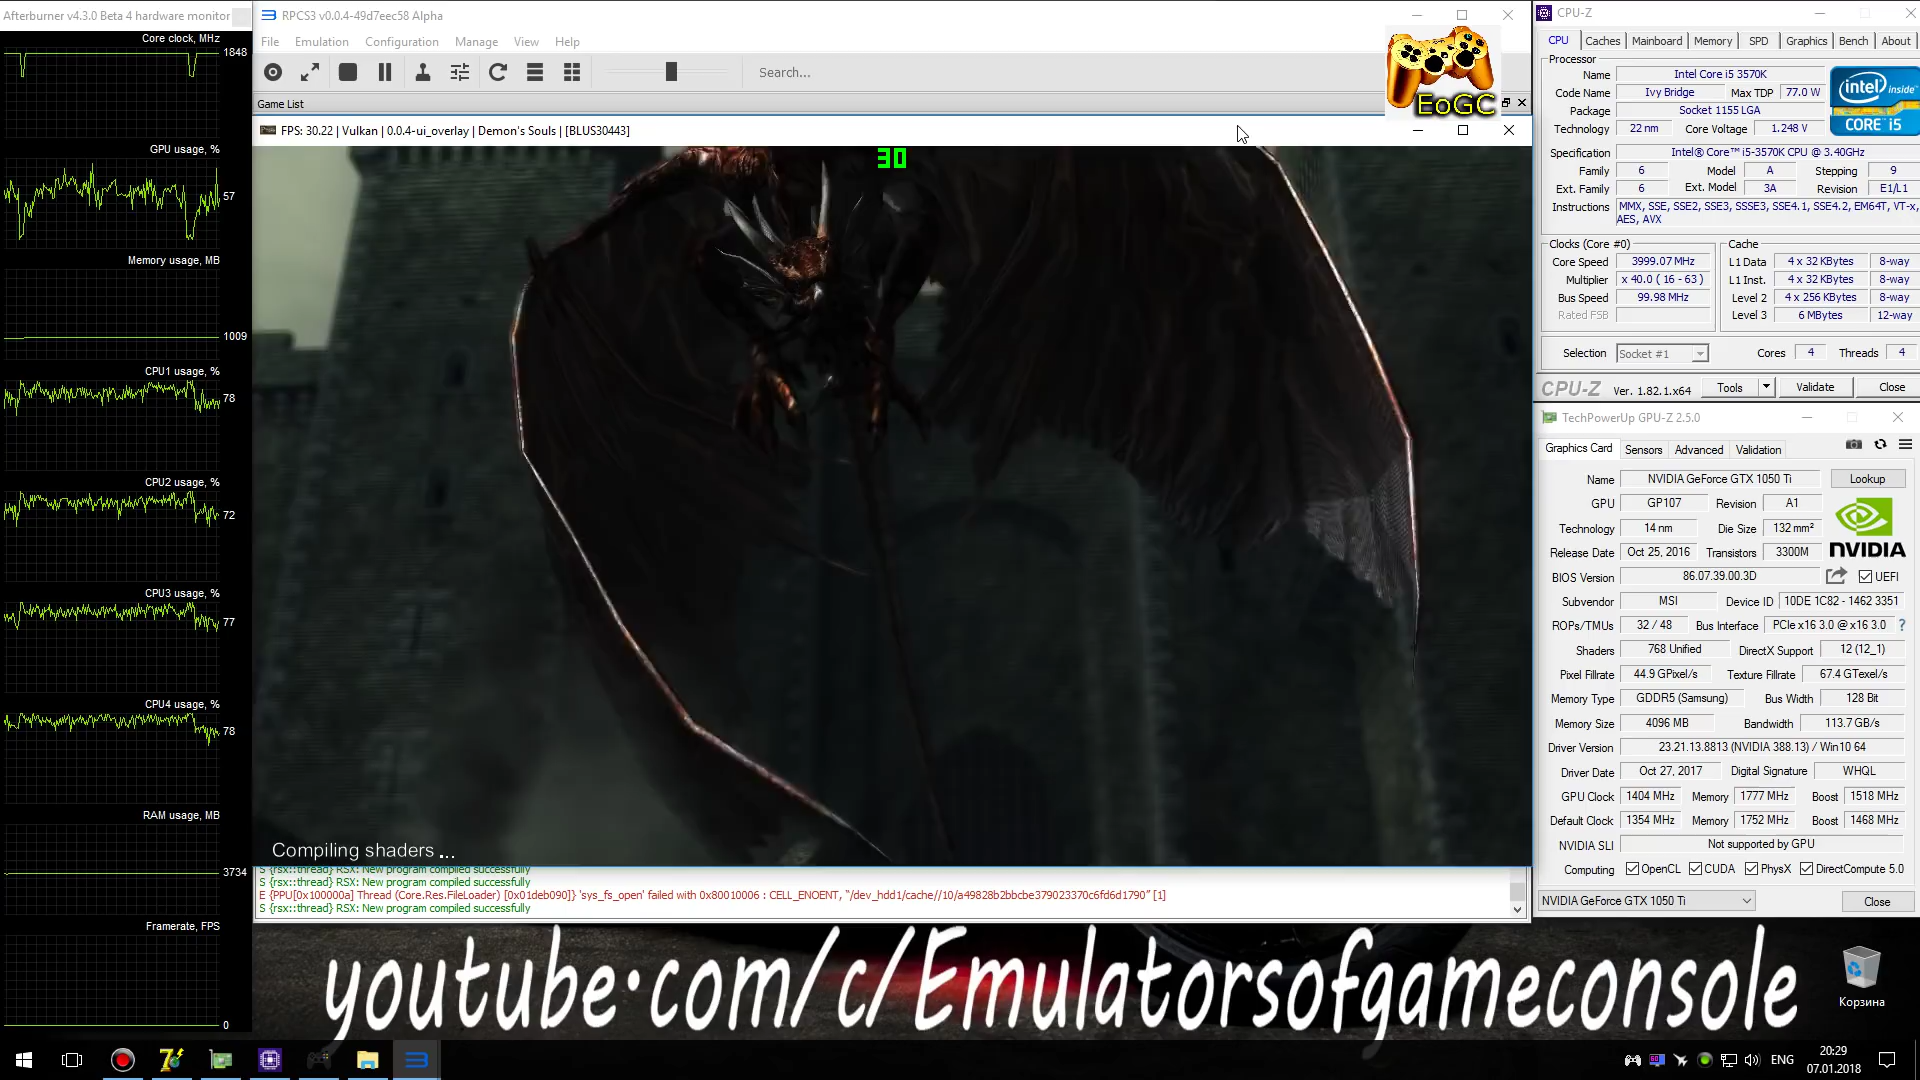 Afterburner v4.3.0 Beta 4 hardware monitor
Core clock, MHz
1848
GPU usage, %
57
Memory usage, MB
1009
CPU1 usage, %
78
CPU2 usage, %
72
CPU3 usage, %
77
CPU4 usage, %
78
RAM usage, MB
3734
Framerate, FPS
0
RPCS3 v0.0.4-49d7eec58 Alpha
File Emulation Configuration Manage View Help
Search...
EoGC
Game List
FPS: 30.22 | Vulkan | 0.0.4-ui_overlay | Demon's Souls | [BLUS30443]
30
Compiling shaders ...
S {rsx::thread} RSX: New program compiled successfully
S {rsx::thread} RSX: New program compiled successfully
E {PPU[0x100000a] Thread (Core.Res.FileLoader) [0x01deb090]} 'sys_fs_open' failed with 0x80010006 : CELL_ENOENT, "/dev_hdd1/cache//10/a49828b2bbcbe379023370c6fd6d1790" [1]
S {rsx::thread} RSX: New program compiled successfully
youtube.com/c/Emulatorsofgameconsole
CPU-Z
CPU Caches Mainboard Memory SPD Graphics Bench About
Processor
Name Intel Core i5 3570K
Code Name Ivy Bridge Max TDP 77.0 W
Package Socket 1155 LGA
Technology 22 nm Core Voltage 1.248 V
intel inside
CORE i5
Specification Intel® Core™ i5-3570K CPU @ 3.40GHz
Family 6 Model A Stepping 9
Ext. Family 6 Ext. Model 3A Revision E1/L1
Instructions MMX, SSE, SSE2, SSE3, SSSE3, SSE4.1, SSE4.2, EM64T, VT-x,
AES, AVX
Clocks (Core #0)
Core Speed 3999.07 MHz
Multiplier x 40.0 ( 16 - 63 )
Bus Speed 99.98 MHz
Rated FSB
Cache
L1 Data 4 x 32 KBytes 8-way
L1 Inst. 4 x 32 KBytes 8-way
Level 2 4 x 256 KBytes 8-way
Level 3 6 MBytes 12-way
Selection Socket #1 Cores 4 Threads 4
CPU-Z Ver. 1.82.1.x64 Tools Validate Close
TechPowerUp GPU-Z 2.5.0
Graphics Card Sensors Advanced Validation
Name NVIDIA GeForce GTX 1050 Ti Lookup
GPU GP107 Revision A1
Technology 14 nm Die Size 132 mm²
Release Date Oct 25, 2016 Transistors 3300M
NVIDIA
BIOS Version 86.07.39.00.3D UEFI
Subvendor MSI Device ID 10DE 1C82 - 1462 3351
ROPs/TMUs 32 / 48 Bus Interface PCIe x16 3.0 @ x16 3.0 ?
Shaders 768 Unified DirectX Support 12 (12_1)
Pixel Fillrate 44.9 GPixel/s Texture Fillrate 67.4 GTexel/s
Memory Type GDDR5 (Samsung) Bus Width 128 Bit
Memory Size 4096 MB Bandwidth 113.7 GB/s
Driver Version 23.21.13.8813 (NVIDIA 388.13) / Win10 64
Driver Date Oct 27, 2017 Digital Signature WHQL
GPU Clock 1404 MHz Memory 1777 MHz Boost 1518 MHz
Default Clock 1354 MHz Memory 1752 MHz Boost 1468 MHz
NVIDIA SLI Not supported by GPU
Computing OpenCL CUDA PhysX DirectCompute 5.0
NVIDIA GeForce GTX 1050 Ti Close
Корзина
ENG
20:29
07.01.2018